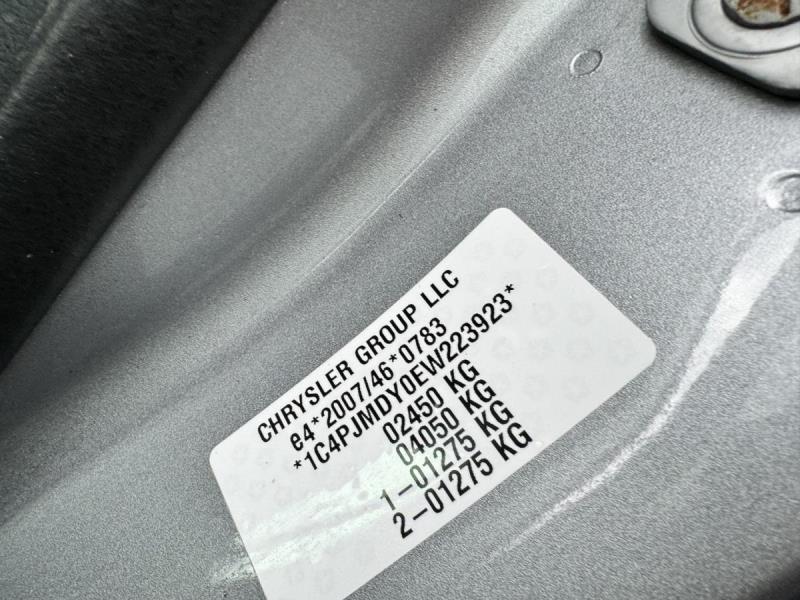 CHRYSLER GROUP LLC
e4*2007/46*0783
*1C4PJMDY0EW223923*
02450 KG
04050 KG
1-01275 KG
2-01275 KG